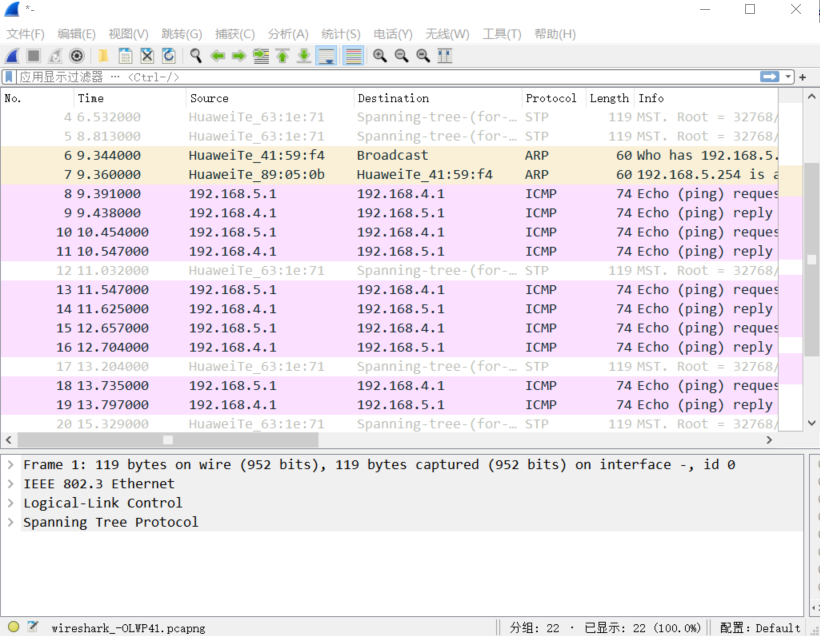 *-
文件(F) 编辑(E) 视图(V) 跳转(G) 捕获(C) 分析(A) 统计(S) 电话(Y) 无线(W) 工具(T) 帮助(H)
应用显示过滤器 … <Ctrl-/>
No. Time Source Destination Protocol Length Info
4 6.532000 HuaweiTe_63:1e:71 Spanning-tree-(for-… STP 119 MST. Root = 32768/
5 8.813000 HuaweiTe_63:1e:71 Spanning-tree-(for-… STP 119 MST. Root = 32768/
6 9.344000 HuaweiTe_41:59:f4 Broadcast ARP 60 Who has 192.168.5.
7 9.360000 HuaweiTe_89:05:0b HuaweiTe_41:59:f4 ARP 60 192.168.5.254 is a
8 9.391000 192.168.5.1 192.168.4.1 ICMP 74 Echo (ping) reques
9 9.438000 192.168.4.1 192.168.5.1 ICMP 74 Echo (ping) reply
10 10.454000 192.168.5.1 192.168.4.1 ICMP 74 Echo (ping) reques
11 10.547000 192.168.4.1 192.168.5.1 ICMP 74 Echo (ping) reply
12 11.032000 HuaweiTe_63:1e:71 Spanning-tree-(for-… STP 119 MST. Root = 32768/
13 11.547000 192.168.5.1 192.168.4.1 ICMP 74 Echo (ping) reques
14 11.625000 192.168.4.1 192.168.5.1 ICMP 74 Echo (ping) reply
15 12.657000 192.168.5.1 192.168.4.1 ICMP 74 Echo (ping) reques
16 12.704000 192.168.4.1 192.168.5.1 ICMP 74 Echo (ping) reply
17 13.204000 HuaweiTe_63:1e:71 Spanning-tree-(for-… STP 119 MST. Root = 32768/
18 13.735000 192.168.5.1 192.168.4.1 ICMP 74 Echo (ping) reques
19 13.797000 192.168.4.1 192.168.5.1 ICMP 74 Echo (ping) reply
20 15.329000 HuaweiTe_63:1e:71 Spanning-tree-(for-… STP 119 MST. Root = 32768/
Frame 1: 119 bytes on wire (952 bits), 119 bytes captured (952 bits) on interface -, id 0
IEEE 802.3 Ethernet
Logical-Link Control
Spanning Tree Protocol
wireshark_-OLWP41.pcapng 分组: 22 · 已显示: 22 (100.0%) 配置: Default